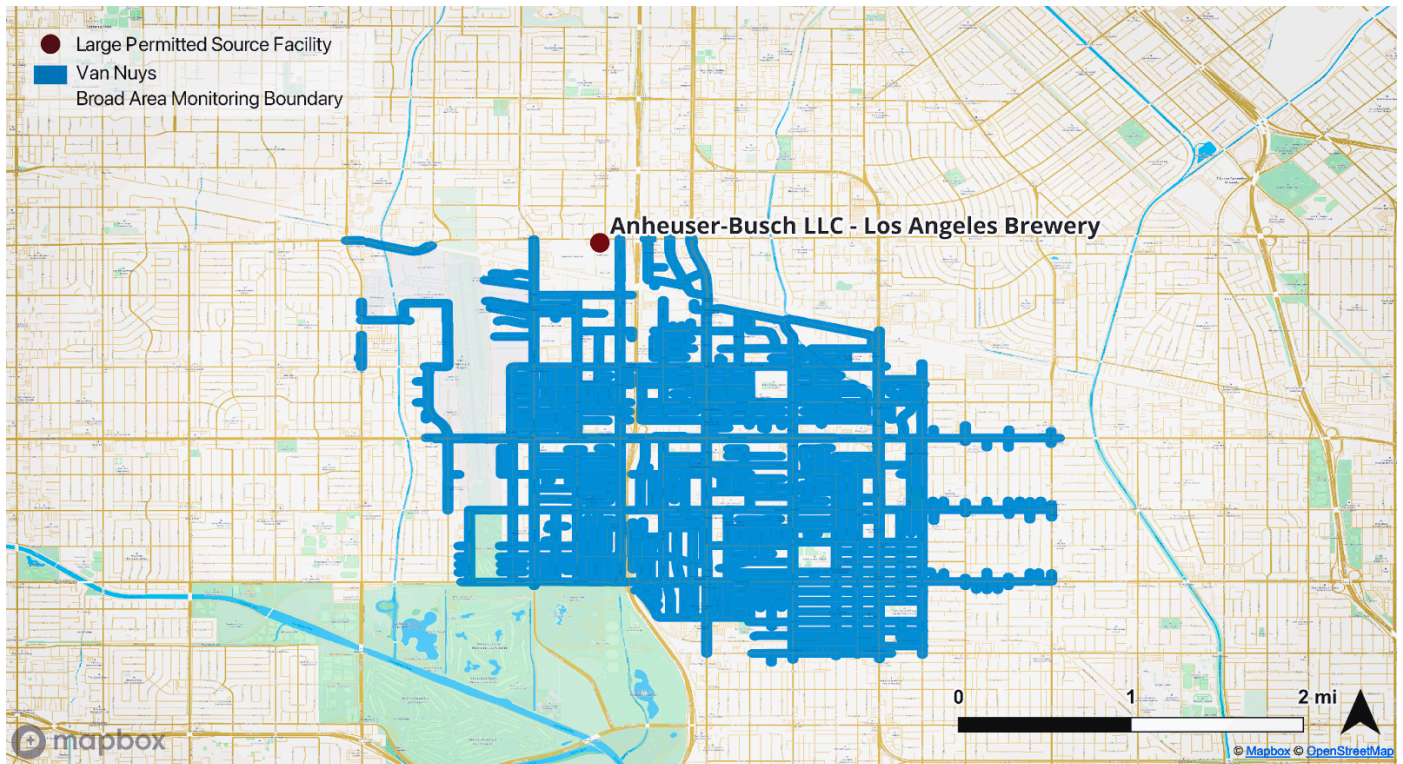 Large Permitted Source Facility
Van Nuys
Broad Area Monitoring Boundary
Anheuser-Busch LLC - Los Angeles Brewery
0 1 2 mi
mapbox
© Mapbox © OpenStreetMap